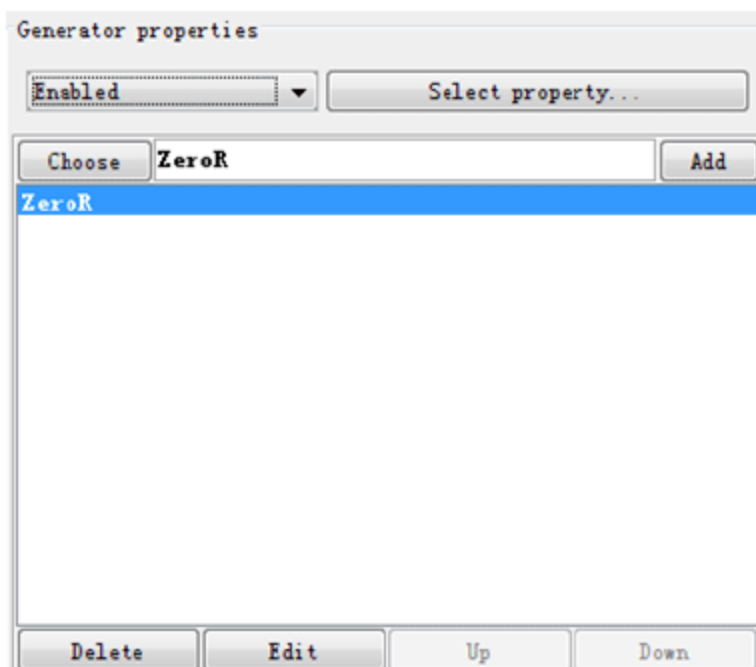 Generator properties
Enabled Select property...
Choose ZeroR Add
ZeroR
Delete Edit Up Down